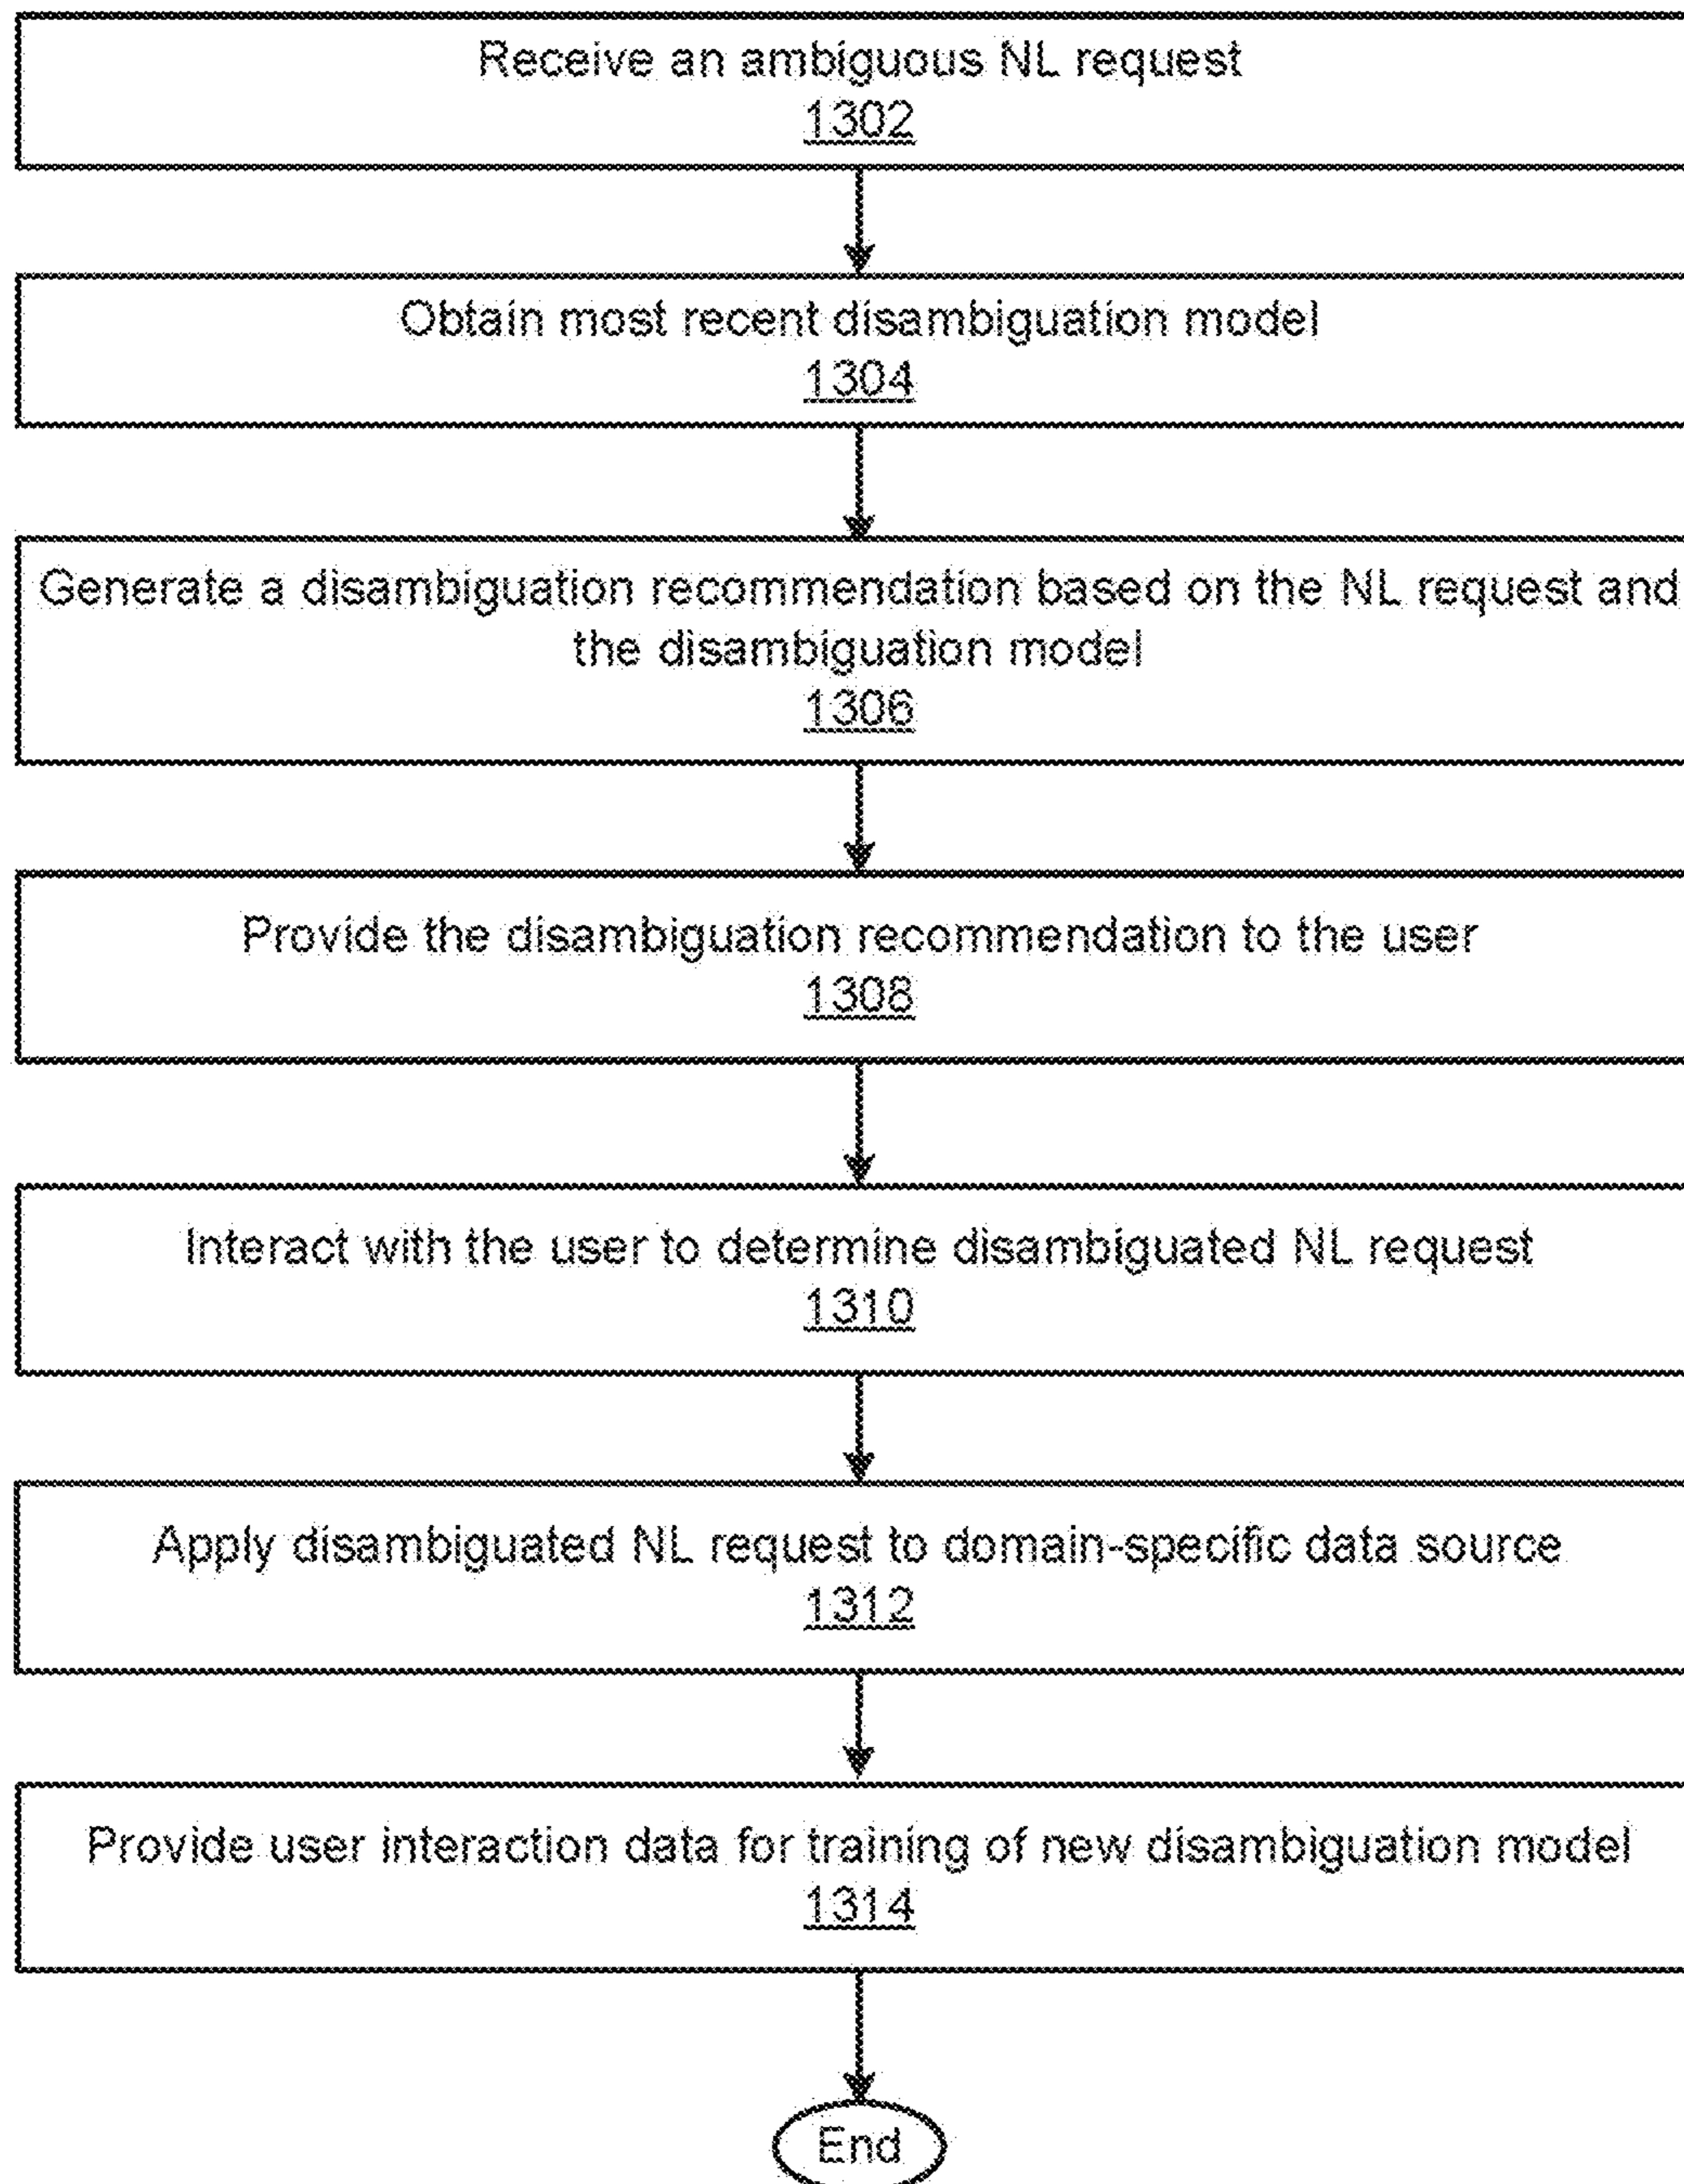 Receive an ambiguous NL request
1302
Obtain most recent disambiguation model
1304
Generate a disambiguation recommendation based on the NL request and
the disambiguation model
1306
Provide the disambiguation recommendation to the user
1308
Interact with the user to determine disambiguated NL request
1310
Apply disambiguated NL request to domain-specific data source
1312
Provide user interaction data for training of new disambiguation model
1314
End